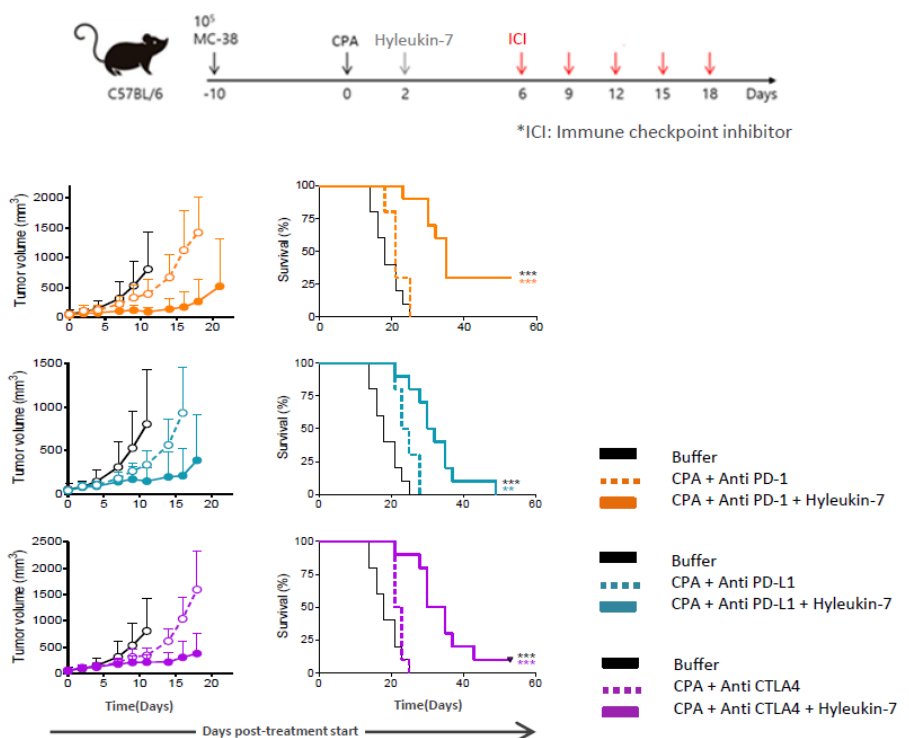 10⁵
MC-38
CPA
Hyleukin-7
ICI
C57BL/6
-10
0
2
6
9
12
15
18
Days
*ICI: Immune checkpoint inhibitor
Tumor volume (mm³)
2000
1500
1000
500
0
0
5
10
15
20
Survival (%)
100
75
50
25
0
0
20
40
60
***
***
Tumor volume (mm³)
1500
1000
500
0
0
5
10
15
20
Survival (%)
100
75
50
25
0
0
20
40
60
***
**
Tumor volume (mm³)
2500
2000
1500
1000
500
0
0
5
10
15
20
Time(Days)
Survival (%)
100
80
60
40
20
0
0
20
40
60
***
***
Time(Days)
Days post-treatment start
Buffer
CPA + Anti PD-1
CPA + Anti PD-1 + Hyleukin-7
Buffer
CPA + Anti PD-L1
CPA + Anti PD-L1 + Hyleukin-7
Buffer
CPA + Anti CTLA4
CPA + Anti CTLA4 + Hyleukin-7